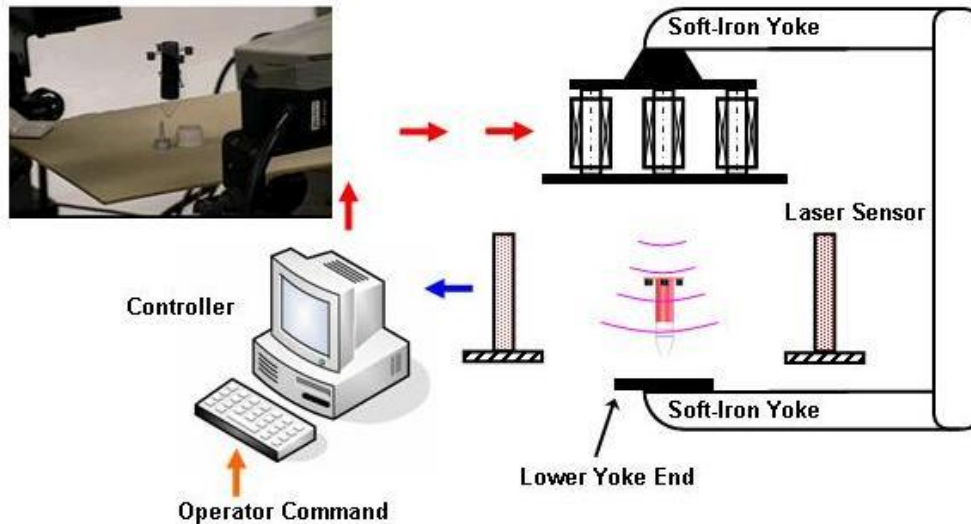 Soft-Iron Yoke
Laser Sensor
Controller
Soft-Iron Yoke
Lower Yoke End
Operator Command